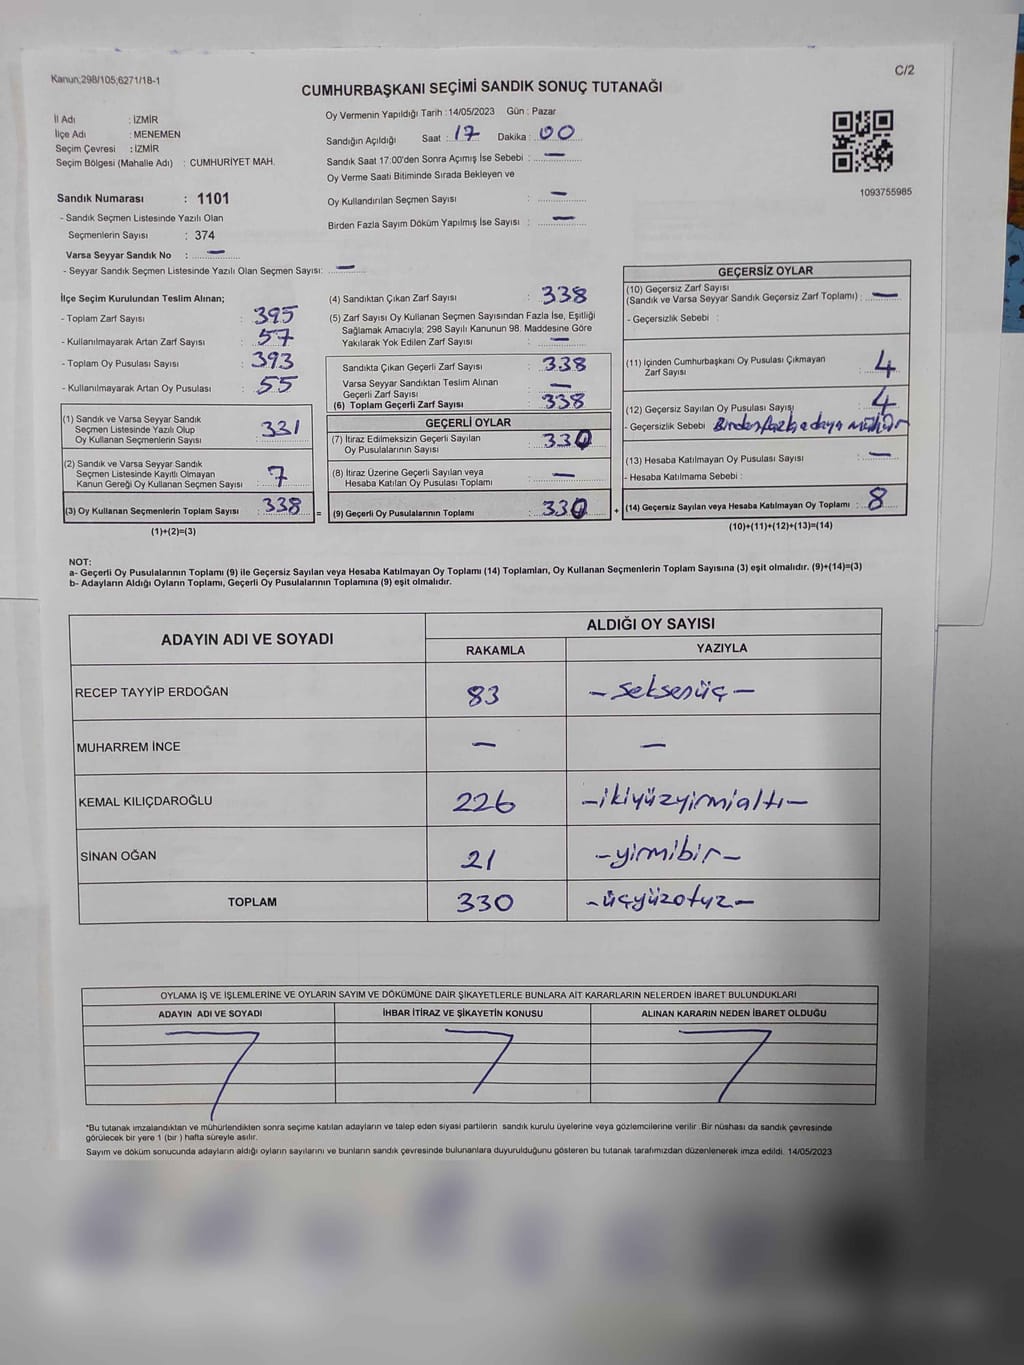 Kanun;298/105;6271/18-1
C/2
CUMHURBAŞKANI SEÇİMİ SANDIK SONUÇ TUTANAĞI
İl Adı : İZMİR
İlçe Adı : MENEMEN
Seçim Çevresi : İZMİR
Seçim Bölgesi (Mahalle Adı) : CUMHURİYET MAH.
Sandık Numarası : 1101
- Sandık Seçmen Listesinde Yazılı Olan
Seçmenlerin Sayısı : 374
Varsa Seyyar Sandık No : —
- Seyyar Sandık Seçmen Listesinde Yazılı Olan Seçmen Sayısı: —
Oy Vermenin Yapıldığı Tarih : 14/05/2023 Gün : Pazar
Sandığın Açıldığı Saat : 17 Dakika : 00
Sandık Saat 17:00'den Sonra Açımış İse Sebebi : —
Oy Verme Saati Bitiminde Sırada Bekleyen ve
Oy Kullandırılan Seçmen Sayısı : —
Birden Fazla Sayım Döküm Yapılmış İse Sayısı : —
1093755985
İlçe Seçim Kurulundan Teslim Alınan;
- Toplam Zarf Sayısı : 395
- Kullanılmayarak Artan Zarf Sayısı : 57
- Toplam Oy Pusulası Sayısı : 393
- Kullanılmayarak Artan Oy Pusulası : 55
(1) Sandık ve Varsa Seyyar Sandık
Seçmen Listesinde Yazılı Olup
Oy Kullanan Seçmenlerin Sayısı : 331
(2) Sandık ve Varsa Seyyar Sandık
Seçmen Listesinde Kayıtlı Olmayan
Kanun Gereği Oy Kullanan Seçmen Sayısı : 7
(3) Oy Kullanan Seçmenlerin Toplam Sayısı : 338
(1)+(2)=(3)
(4) Sandıktan Çıkan Zarf Sayısı : 338
(5) Zarf Sayısı Oy Kullanan Seçmen Sayısından Fazla İse, Eşitliği
Sağlamak Amacıyla; 298 Sayılı Kanunun 98. Maddesine Göre
Yakılarak Yok Edilen Zarf Sayısı : —
Sandıkta Çıkan Geçerli Zarf Sayısı : 338
Varsa Seyyar Sandıktan Teslim Alınan
Geçerli Zarf Sayısı : —
(6) Toplam Geçerli Zarf Sayısı : 338
GEÇERLİ OYLAR
(7) İtiraz Edilmeksizin Geçerli Sayılan
Oy Pusulalarının Sayısı : 330
(8) İtiraz Üzerine Geçerli Sayılan veya
Hesaba Katılan Oy Pusulası Toplamı : —
= (9) Geçerli Oy Pusulalarının Toplamı : 330
GEÇERSİZ OYLAR
(10) Geçersiz Zarf Sayısı
(Sandık ve Varsa Seyyar Sandık Geçersiz Zarf Toplamı) : —
- Geçersizlik Sebebi :
(11) İçinden Cumhurbaşkanı Oy Pusulası Çıkmayan
Zarf Sayısı : 4
(12) Geçersiz Sayılan Oy Pusulası Sayısı : 4
- Geçersizlik Sebebi Birden fazla adaya mühür
(13) Hesaba Katılmayan Oy Pusulası Sayısı : —
- Hesaba Katılmama Sebebi :
+ (14) Geçersiz Sayılan veya Hesaba Katılmayan Oy Toplamı : 8
(10)+(11)+(12)+(13)=(14)
NOT:
a- Geçerli Oy Pusulalarının Toplamı (9) ile Geçersiz Sayılan veya Hesaba Katılmayan Oy Toplamı (14) Toplamları, Oy Kullanan Seçmenlerin Toplam Sayısına (3) eşit olmalıdır. (9)+(14)=(3)
b- Adayların Aldığı Oyların Toplamı, Geçerli Oy Pusulalarının Toplamına (9) eşit olmalıdır.
ADAYIN ADI VE SOYADI ALDIĞI OY SAYISI
RAKAMLA YAZIYLA
RECEP TAYYİP ERDOĞAN 83 - seksenüç -
MUHARREM İNCE — —
KEMAL KILIÇDAROĞLU 226 - ikiyüzyirmialtı -
SİNAN OĞAN 21 - yirmibir -
TOPLAM 330 - üçyüzotuz -
OYLAMA İŞ VE İŞLEMLERİNE VE OYLARIN SAYIM VE DÖKÜMÜNE DAİR ŞİKAYETLERLE BUNLARA AİT KARARLARIN NELERDEN İBARET BULUNDUKLARI
ADAYIN ADI VE SOYADI İHBAR İTİRAZ VE ŞİKAYETİN KONUSU ALINAN KARARIN NEDEN İBARET OLDUĞU
*Bu tutanak imzalandıktan ve mühürlendikten sonra seçime katılan adayların ve talep eden siyasi partilerin sandık kurulu üyelerine veya gözlemcilerine verilir. Bir nüshası da sandık çevresinde
görülecek bir yere 1 (bir ) hafta süreyle asılır.
Sayım ve döküm sonucunda adayların aldığı oyların sayılarını ve bunların sandık çevresinde bulunanlara duyurulduğunu gösteren bu tutanak tarafımızdan düzenlenerek imza edildi. 14/05/2023